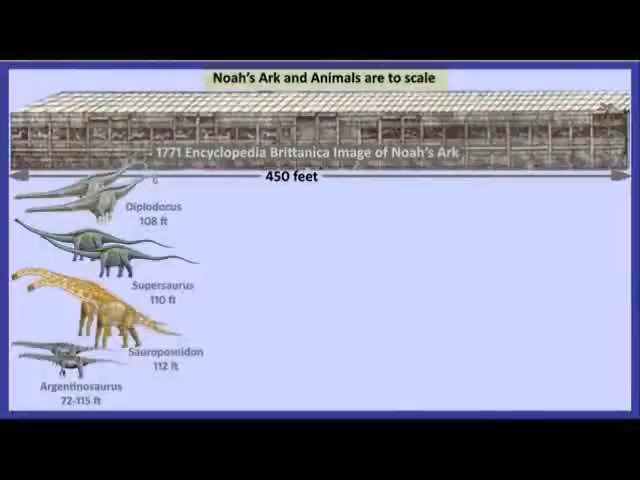 Noah's Ark and Animals are to scale
1771 Encyclopedia Brittanica Image of Noah's Ark
450 feet
Diplodocus
108 ft
Supersaurus
110 ft
Sauroposeidon
112 ft
Argentinosaurus
72-115 ft